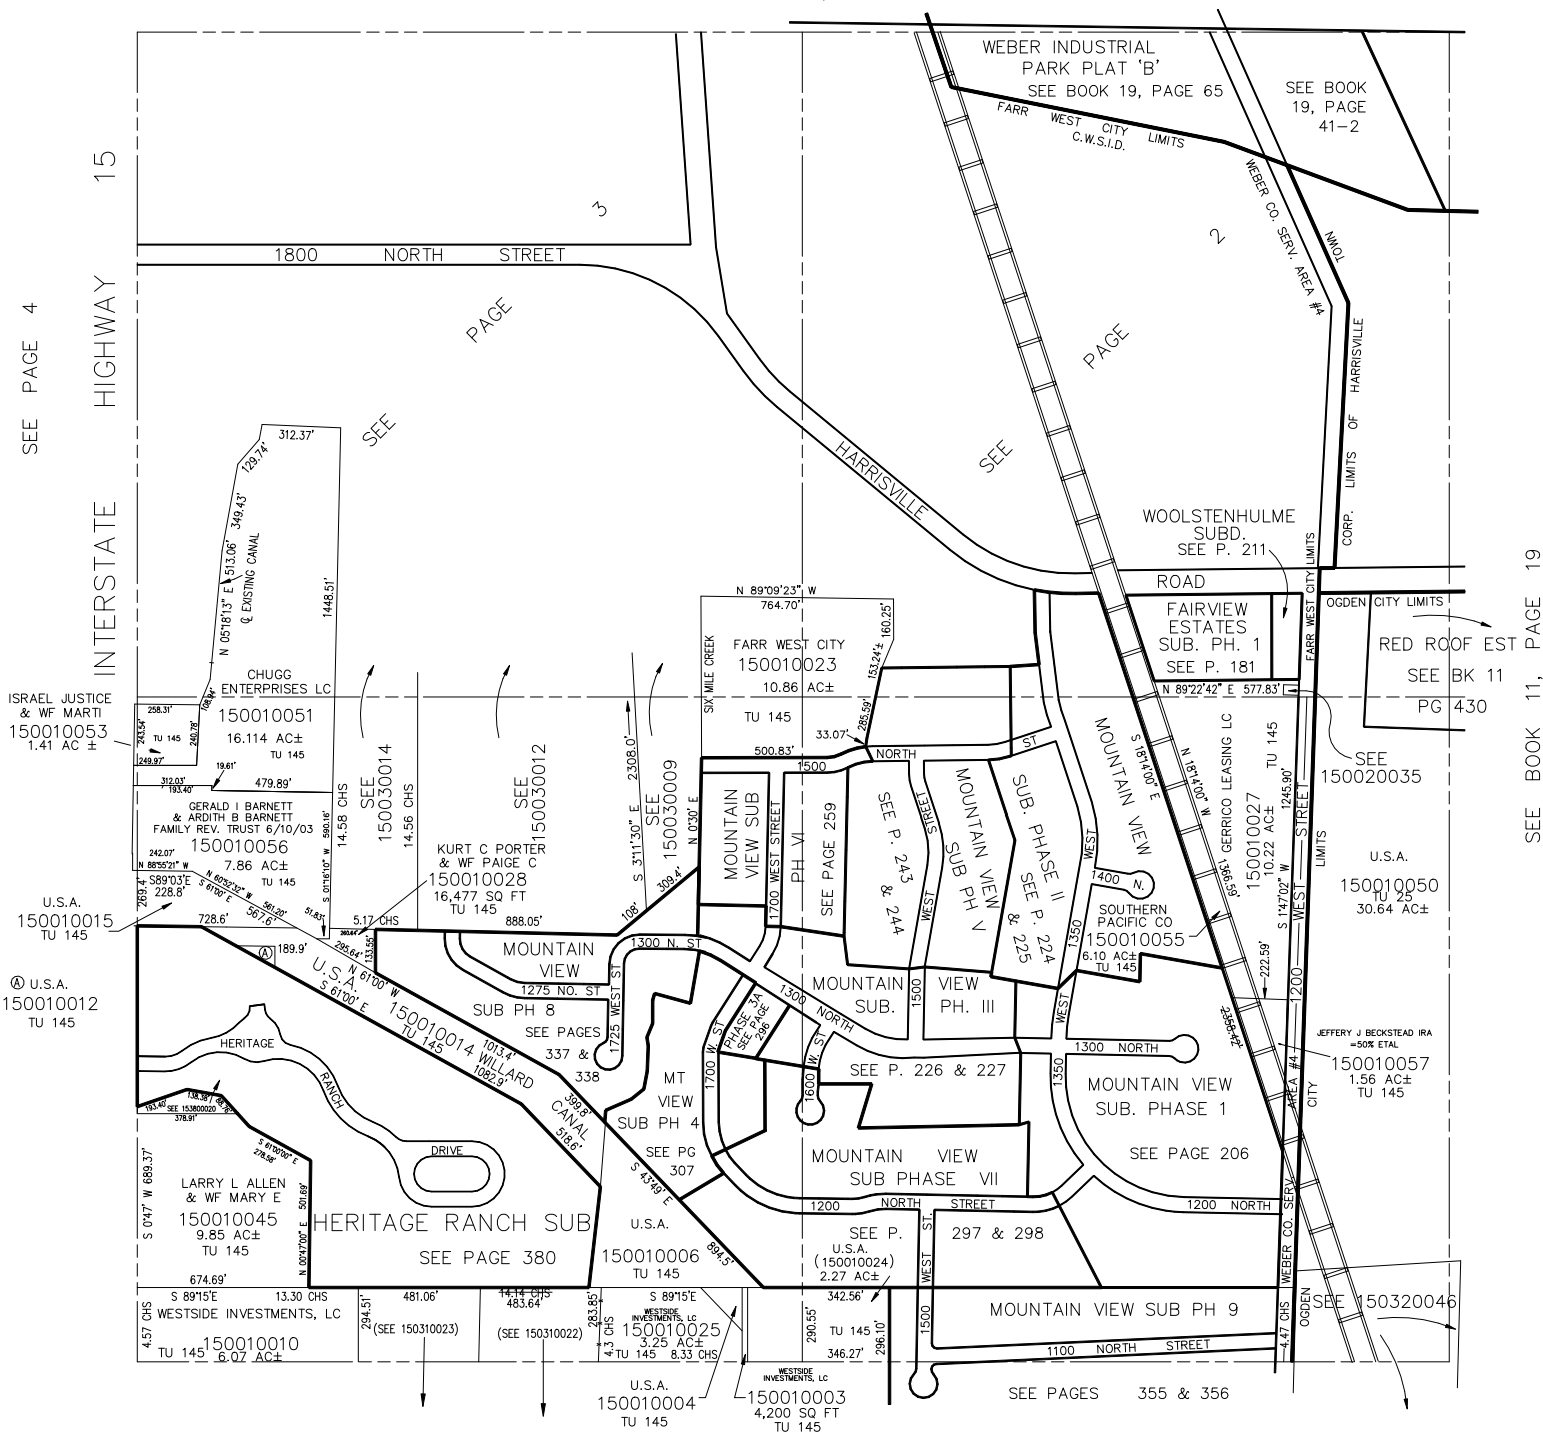 WEBER INDUSTRIAL
PARK PLAT 'B'
SEE BOOK 19, PAGE 65
SEE BOOK
19, PAGE
41-2
FARR WEST CITY LIMITS
C.W.S.I.D.
WEBER CO. SERV. AREA #4
TOWN
CORP. LIMITS OF HARRISVILLE
INTERSTATE HIGHWAY 15
SEE PAGE 4
SEE PAGE 3
SEE PAGE 2
1800 NORTH STREET
HARRISVILLE
ROAD
WOOLSTENHULME
SUBD.
SEE P. 211
FARR WEST CITY LIMITS
OGDEN CITY LIMITS
FAIRVIEW
ESTATES
SUB. PH. 1
SEE P. 181
N 89°22'42" E 577.83'
RED ROOF EST
SEE BK 11
PG 430
SEE BOOK 11, PAGE 19
SEE
150020035
312.37'
129.74'
349.43'
N 05°18'13" E 513.06'
℄ EXISTING CANAL
1448.51'
108.94'
CHUGG
ENTERPRISES LC
150010051
16.114 AC±
TU 145
479.89'
19.61'
ISRAEL JUSTICE
& WF MARTI
150010053
1.41 AC ±
258.31'
243.54'
TU 145
240.78'
249.97'
312.03'
193.40'
GERALD I BARNETT
& ARDITH B BARNETT
FAMILY REV. TRUST 6/10/03
150010056
7.86 AC±
TU 145
242.07'
N 88°55'21" W
S89°03'E
228.8'
269.4'
N 60°52'32" W 561.20'
S 61°00' E 567.6'
51.83'
S 01°16'10" W 590.16'
728.6'
U.S.A.
150010015
TU 145
Ⓐ U.S.A.
150010012
TU 145
A
189.9'
14.58 CHS
SEE
150030014
14.56 CHS
SEE
150030012
S 3°11'30" E 2308.0'
SEE
150030009
N 0°30' E
KURT C PORTER
& WF PAIGE C
150010028
16,477 SQ FT
TU 145
5.17 CHS
888.05'
108'
309.4'
260.44'
133.55'
295.64'
N 61°00' W
S 61°00' E
U.S.A.
150010014 WILLARD
TU 145
1013.4'
1082.9'
CANAL
399.8'
518.6'
N 89°09'23" W
764.70'
160.25'
153.24'±
285.59'
33.07'
SIX MILE CREEK
FARR WEST CITY
150010023
10.86 AC±
TU 145
500.83'
1500 NORTH ST
MOUNTAIN
VIEW SUB
PH VI
SEE PAGE 259
1700 WEST STREET
SEE P. 243
& 244
STREET
WEST
1500
MOUNTAIN VIEW
SUB PH V
SUB. PHASE II
SEE P. 224
& 225
MOUNTAIN VIEW
WEST
1350
1400 N.
S 18°14'00" E
N 18°14'00" W
1366.59'
GERRICO LEASING LC
150010027
10.22 AC±
TU 145
1245.90'
S 1°47'02" W
222.59'
1200 WEST STREET
LIMITS
U.S.A.
150010050
TU 25
30.64 AC±
SOUTHERN
PACIFIC CO
150010055
6.10 AC±
TU 145
2358.42'
JEFFERY J BECKSTEAD IRA
=50% ETAL
150010057
1.56 AC±
TU 145
1300 N. ST
MOUNTAIN
VIEW
SUB PH 8
1275 NO. ST
SEE PAGES
337 &
338
1725 WEST ST
MOUNTAIN VIEW
SUB. PH. III
1300 NORTH
PHASE 3A
SEE PAGE
296
1700 W. ST
1600 W. ST
SEE P. 226 & 227
1350 WEST
1300 NORTH
MOUNTAIN VIEW
SUB. PHASE 1
SEE PAGE 206
MT
VIEW
SUB PH 4
SEE PG
307
S 43°49' E
894.5'
MOUNTAIN VIEW
SUB PHASE VII
1200 NORTH STREET
1200 NORTH
SEE P. 297 & 298
1500 WEST ST.
HERITAGE RANCH DRIVE
193.40'
138.36'
68.78'
SEE 153800020
378.91'
S 61°00'00" E
278.58'
S 0°47' W 689.37'
N 00°47'00" E 501.69'
LARRY L ALLEN
& WF MARY E
150010045
9.85 AC±
TU 145
674.69'
HERITAGE RANCH SUB
SEE PAGE 380
U.S.A.
150010006
TU 145
U.S.A.
(150010024)
2.27 AC±
342.56'
290.55'
TU 145
296.10'
346.27'
S 89°15'E 13.30 CHS
4.57 CHS
WESTSIDE INVESTMENTS, LC
150010010
TU 145
6.07 AC±
294.51'
481.06'
(SEE 150310023)
14.14 CHS
483.64'
(SEE 150310022)
283.85'
4.3 CHS
S 89°15'E
WESTSIDE
INVESTMENTS, LC
150010025
3.25 AC±
TU 145 8.33 CHS
U.S.A.
150010004
TU 145
WESTSIDE
INVESTMENTS, LC
150010003
4,200 SQ FT
TU 145
MOUNTAIN VIEW SUB PH 9
1100 NORTH STREET
SEE PAGES 355 & 356
4.47 CHS
WEBER CO. SERV. AREA #4
OGDEN CITY
SEE 150320046